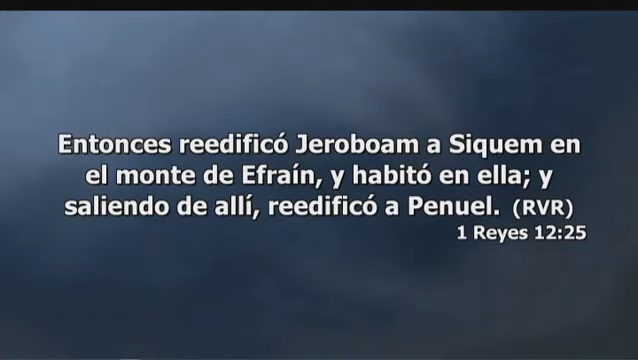 Entonces reedificó Jeroboam a Siquem en
el monte de Efraín, y habitó en ella; y
saliendo de allí, reedificó a Penuel. (RVR)
1 Reyes 12:25